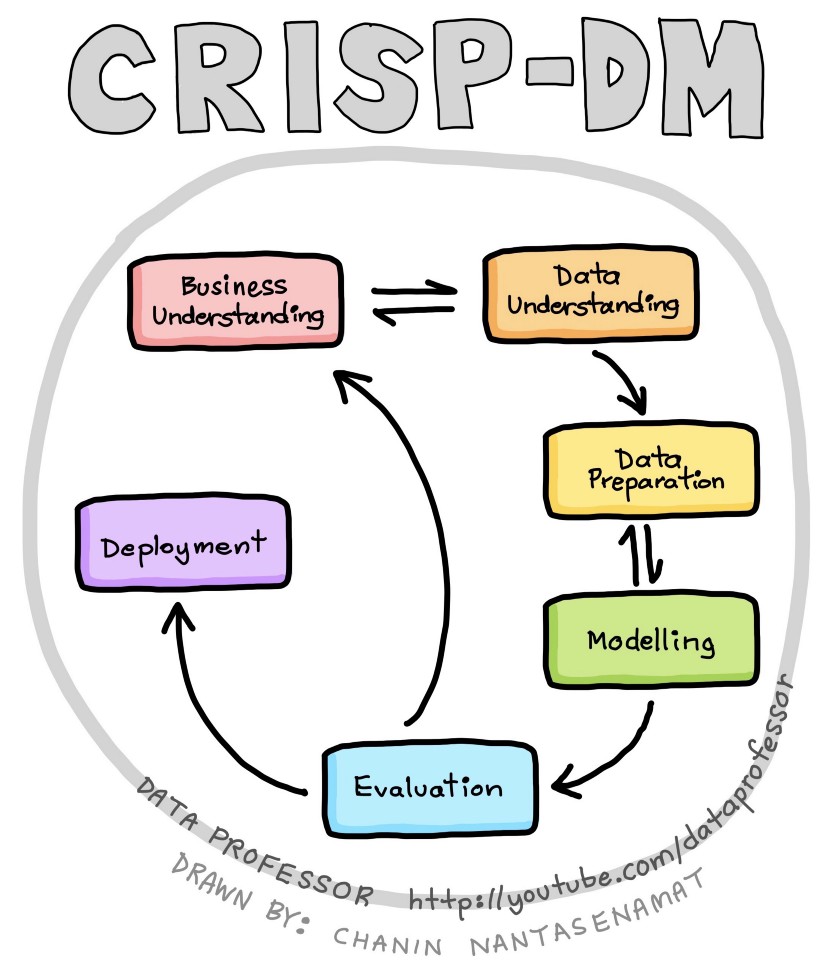 CRISP-DM
Business
Understanding
Data
Understanding
Data
Preparation
Deployment
Modelling
Evaluation
DATA PROFESSOR http://youtube.com/dataprofessor
DRAWN BY: CHANIN NANTASENAMAT